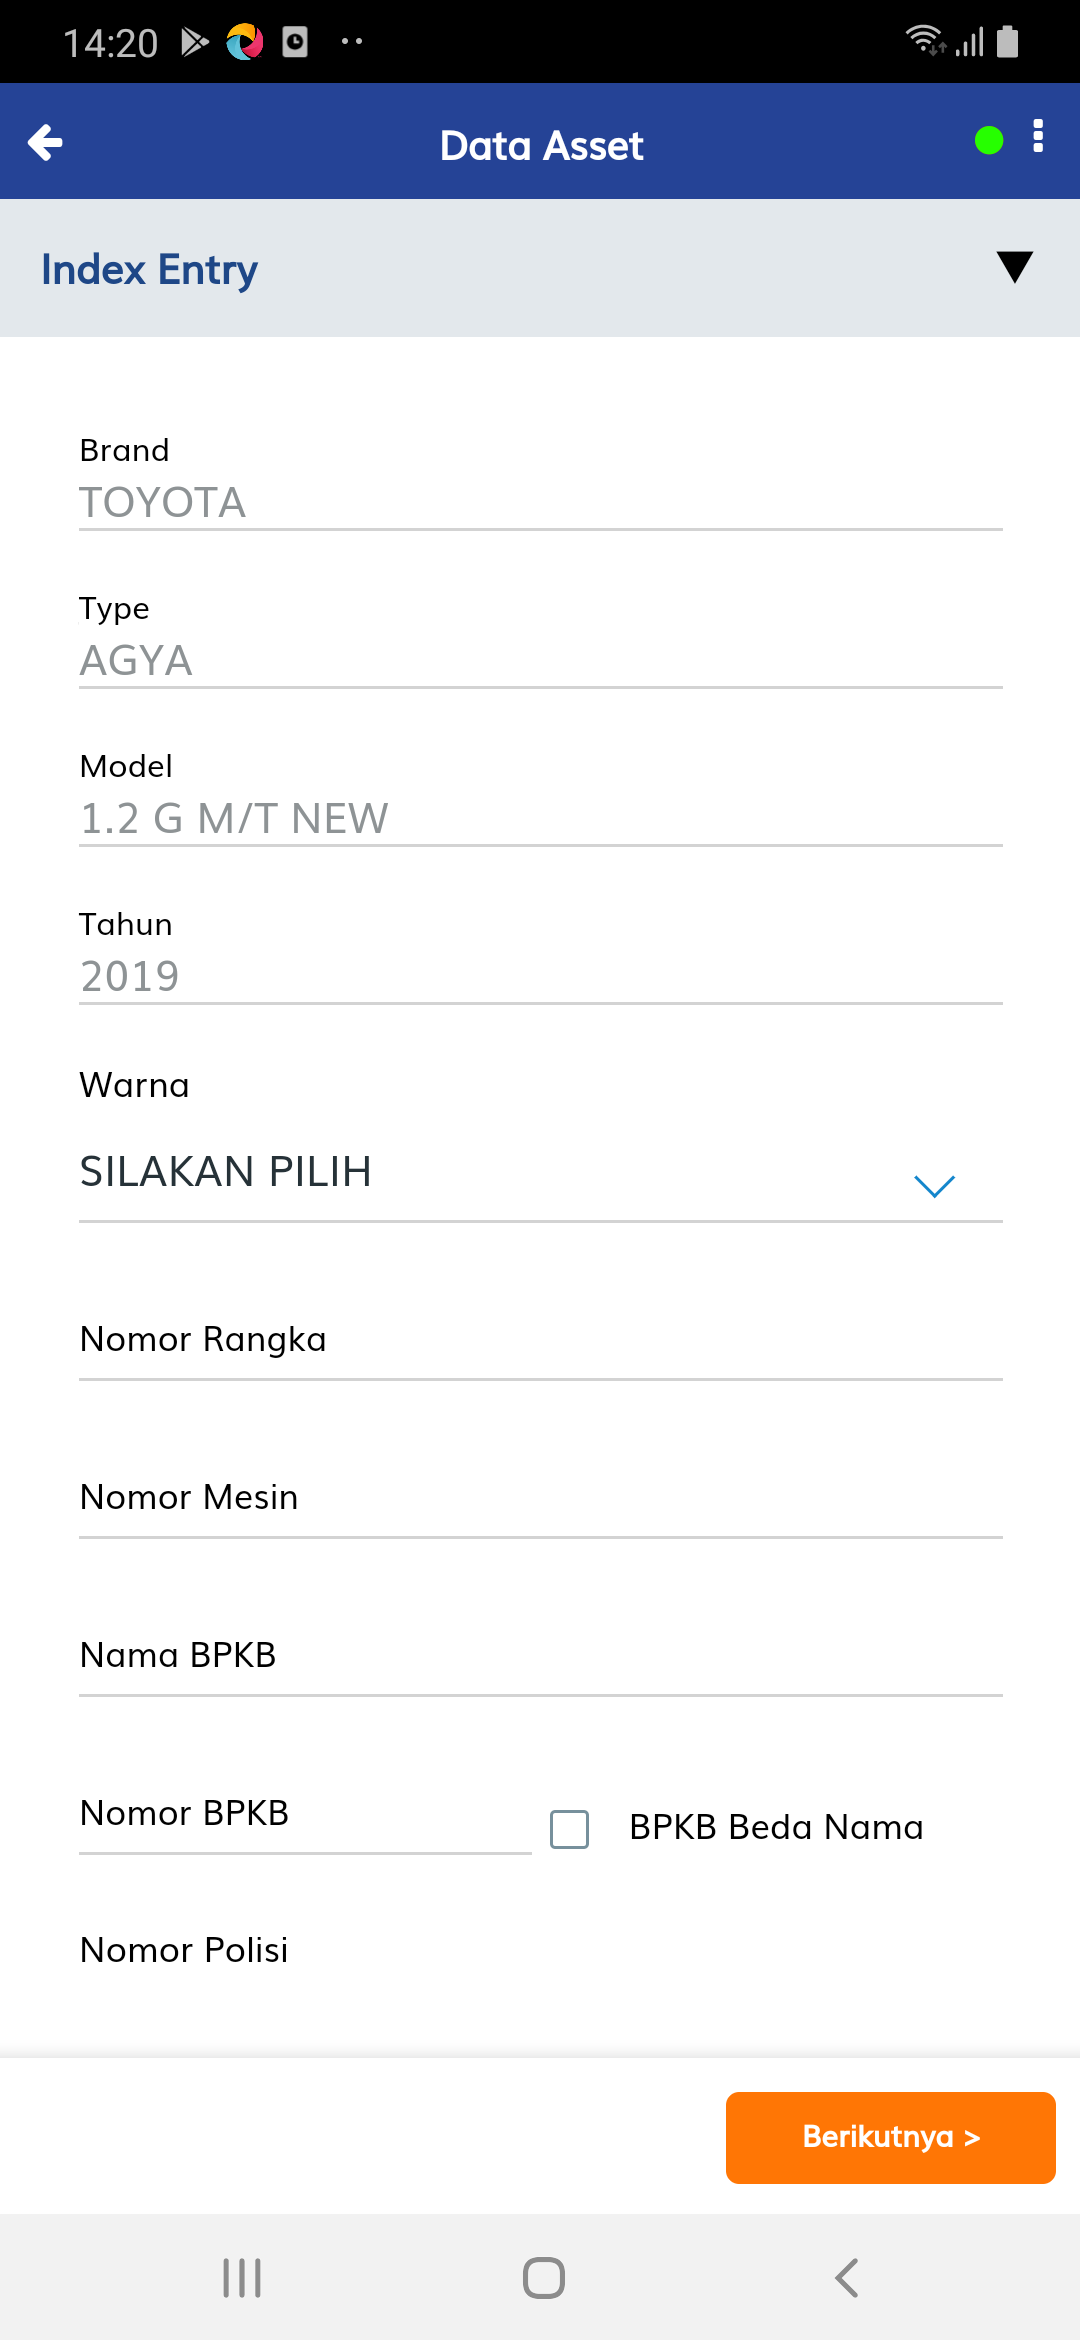 14:20
Data Asset
Index Entry
Brand
TOYOTA
Type
AGYA
Model
1.2 G M/T NEW
Tahun
2019
Warna
SILAKAN PILIH
Nomor Rangka
Nomor Mesin
Nama BPKB
Nomor BPKB
BPKB Beda Nama
Nomor Polisi
Berikutnya >